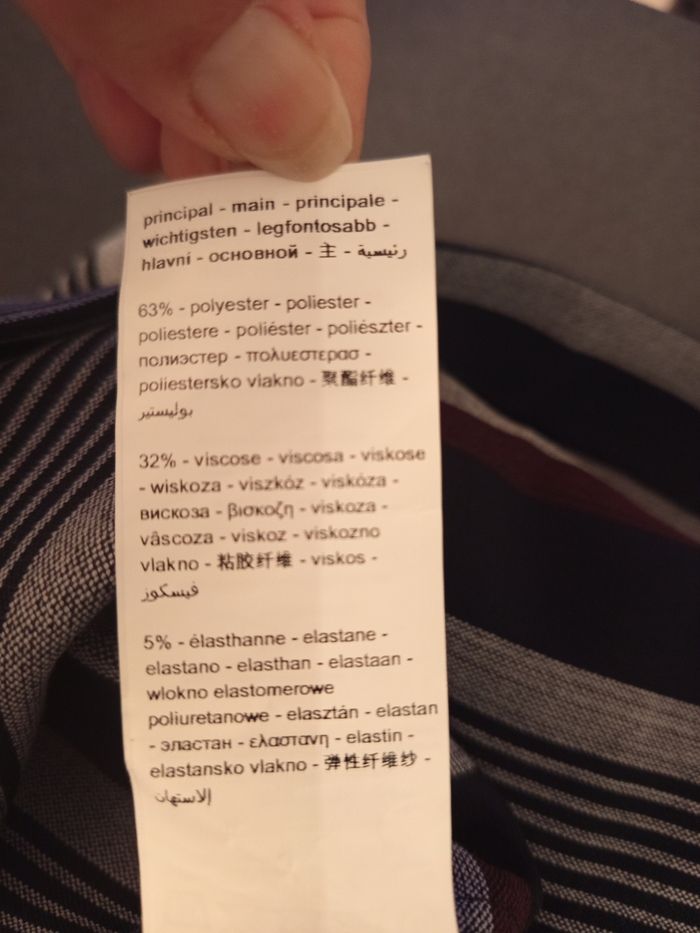 principal - main - principale -
wichtigsten - legfontosabb -
hlavní - основной - 主 - رئيسية
63% - polyester - poliester -
poliestere - poliéster - poliészter -
полиэстер - πολυεστερασ -
poliestersko vlakno - 聚酯纤维 -
بوليستير
32% - viscose - viscosa - viskose
- wiskoza - viszkóz - viskóza -
вискоза - βισκοζη - viskoza -
vâscoza - viskoz - viskozno
vlakno - 粘胶纤维 - viskos -
فيسكوز
5% - élasthanne - elastane -
elastano - elasthan - elastaan -
wlokno elastomerowe
poliuretanowe - elasztán - elastan
- эластан - ελαστανη - elastin -
elastansko vlakno - 弹性纤维纱 -
الاستهان